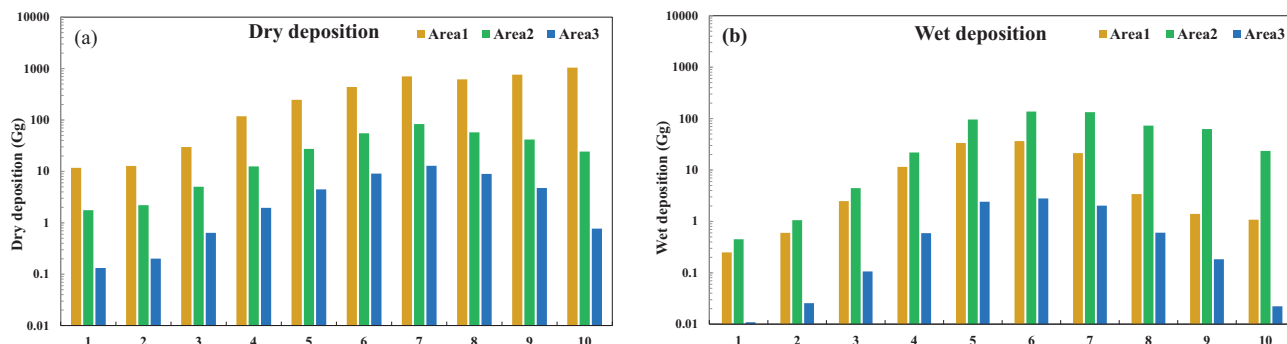 (a)
Dry deposition
Area1 Area2 Area3
Dry deposition (Gg)
10000
1000
100
10
1
0.1
0.01
1 2 3 4 5 6 7 8 9 10
(b)
Wet deposition
Area1 Area2 Area3
Wet deposition (Gg)
10000
1000
100
10
1
0.1
0.01
1 2 3 4 5 6 7 8 9 10